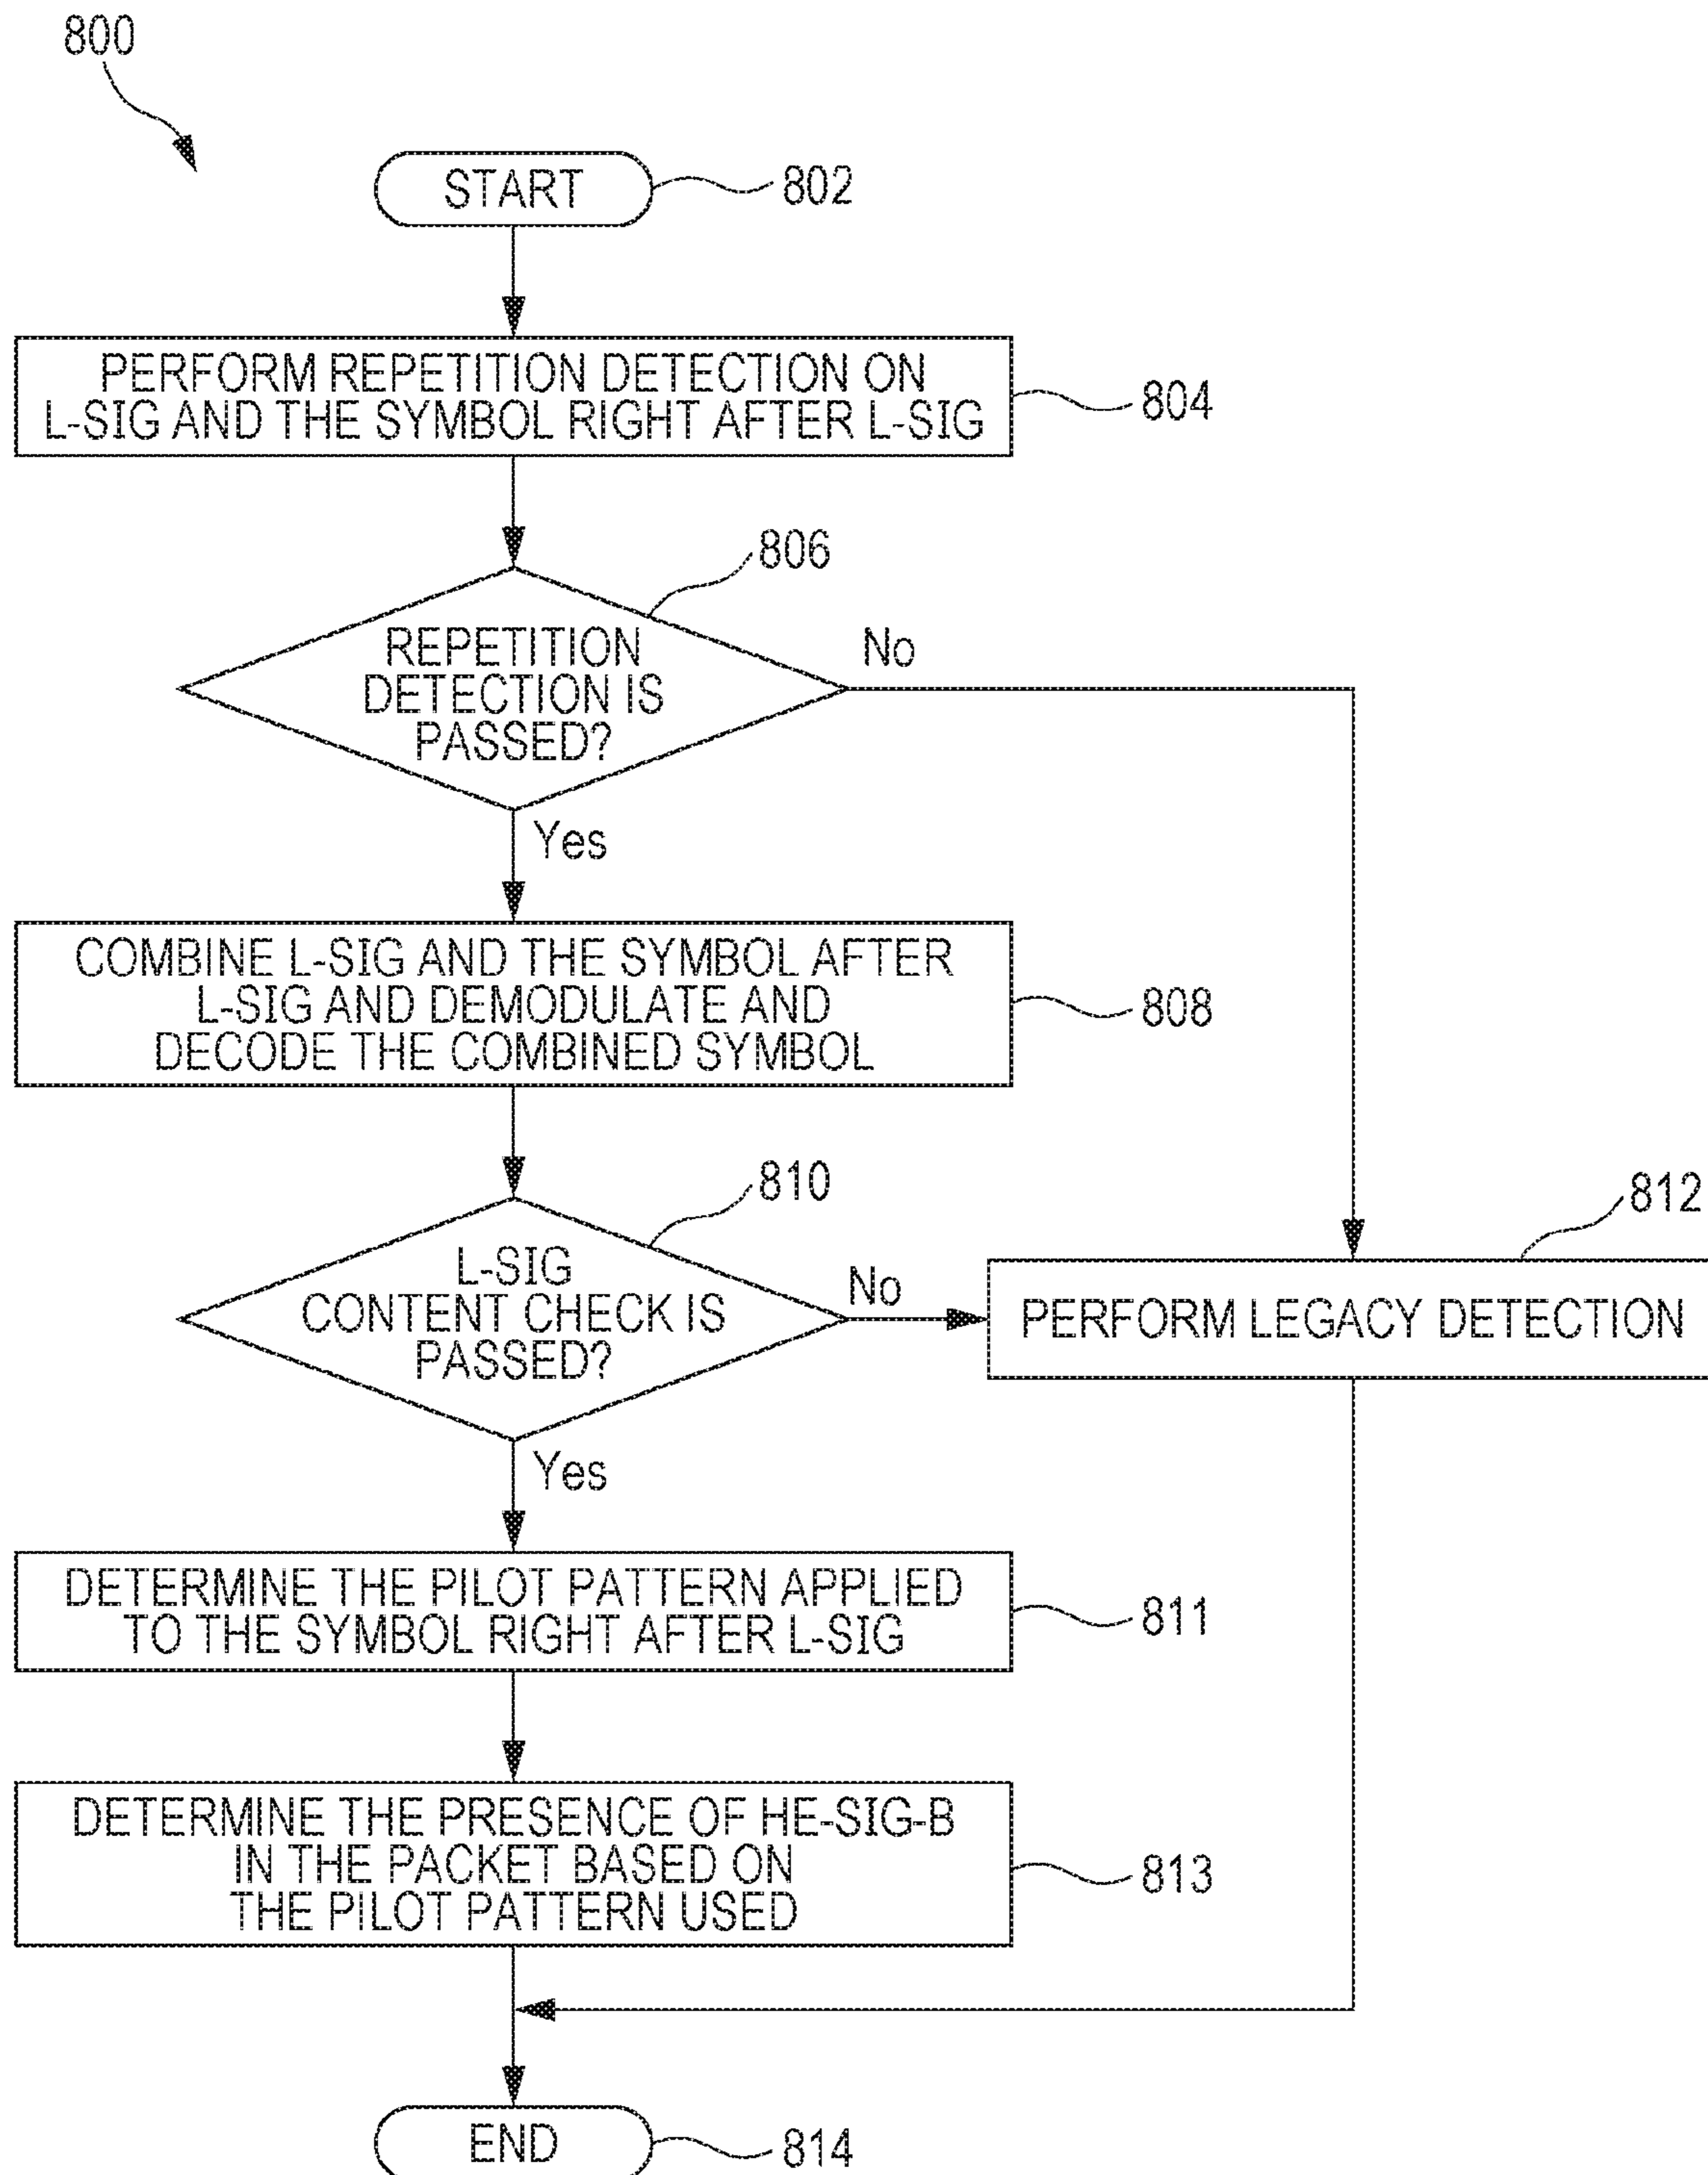 800
START
802
PERFORM REPETITION DETECTION ON
L-SIG AND THE SYMBOL RIGHT AFTER L-SIG
804
806
REPETITION
DETECTION IS
PASSED?
No
Yes
COMBINE L-SIG AND THE SYMBOL AFTER
L-SIG AND DEMODULATE AND
DECODE THE COMBINED SYMBOL
808
810
L-SIG
CONTENT CHECK IS
PASSED?
No
812
PERFORM LEGACY DETECTION
Yes
DETERMINE THE PILOT PATTERN APPLIED
TO THE SYMBOL RIGHT AFTER L-SIG
811
DETERMINE THE PRESENCE OF HE-SIG-B
IN THE PACKET BASED ON
THE PILOT PATTERN USED
813
END
814